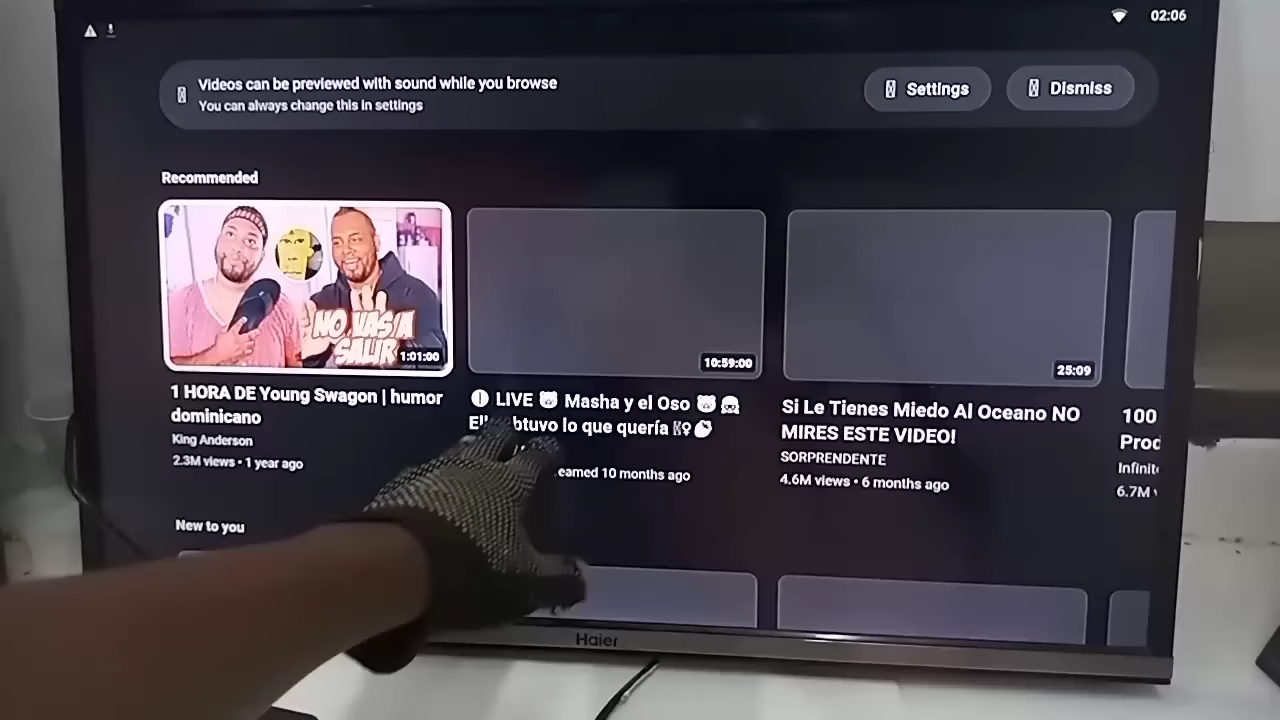 02:06
Videos can be previewed with sound while you browse
You can always change this in settings
Settings
Dismiss
Recommended
NO VAS A
SALIR
1:01:00
10:59:00
25:09
1 HORA DE Young Swagon | humor
dominicano
King Anderson
2.3M views • 1 year ago
LIVE Masha y el Oso
lo que quería
10 months ago
Si Le Tienes Miedo Al Oceano NO
MIRES ESTE VIDEO!
SORPRENDENTE
4.6M views • 6 months ago
100
6.7M
New to you
Haier